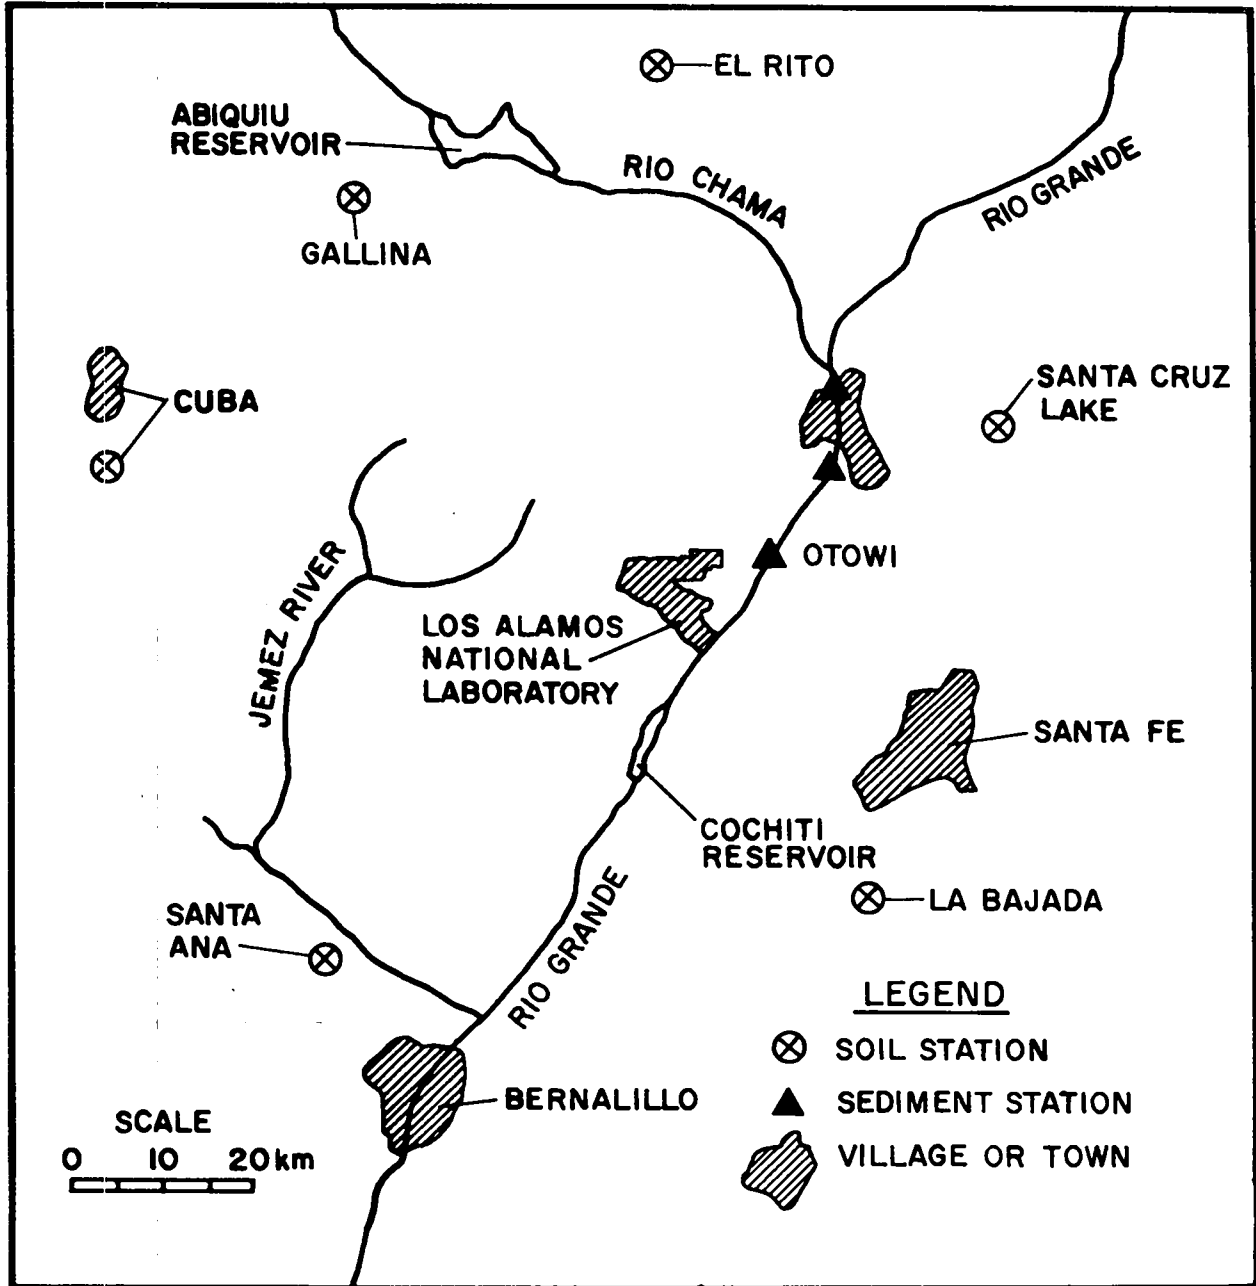 EL RITO
ABIQUIU
RESERVOIR
RIO CHAMA
RIO GRANDE
GALLINA
SANTA CRUZ
LAKE
CUBA
OTOWI
JEMEZ RIVER
LOS ALAMOS
NATIONAL
LABORATORY
SANTA FE
COCHITI
RESERVOIR
LA BAJADA
SANTA
ANA
RIO GRANDE
LEGEND
SOIL STATION
BERNALILLO
SEDIMENT STATION
SCALE
VILLAGE OR TOWN
0 10 20 km